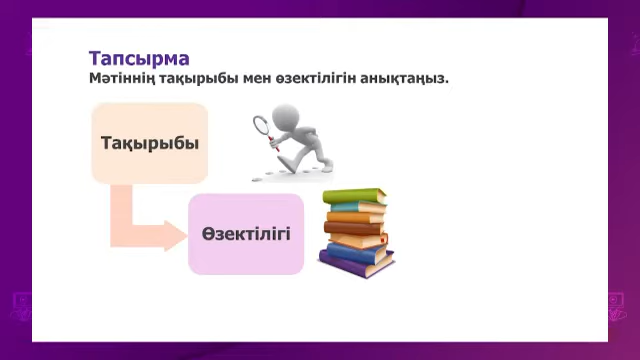 Тапсырма
Мәтіннің тақырыбы мен өзектілігін анықтаңыз.
Тақырыбы
Өзектілігі